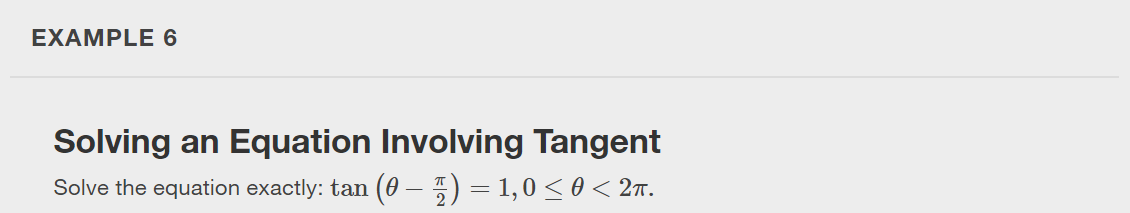 EXAMPLE 6
Solving an Equation Involving Tangent
Solve the equation exactly: tan (θ − π/2) = 1, 0 ≤ θ < 2π.